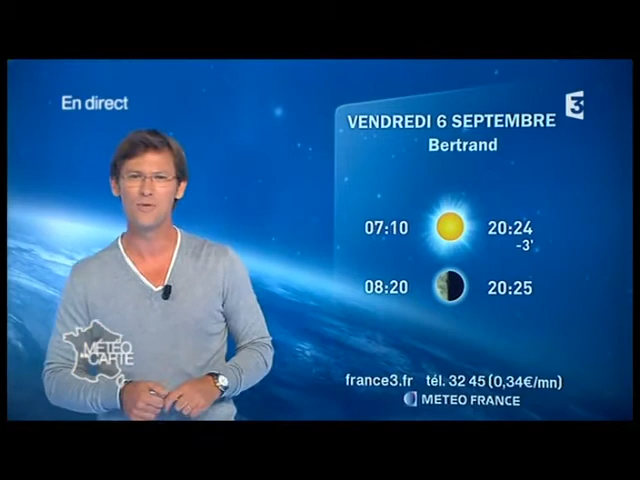 En direct
3
VENDREDI 6 SEPTEMBRE
Bertrand
07:10 20:24
-3'
08:20 20:25
MÉTÉO
à la
CARTE
france3.fr tél. 32 45 (0,34€/mn)
METEO FRANCE